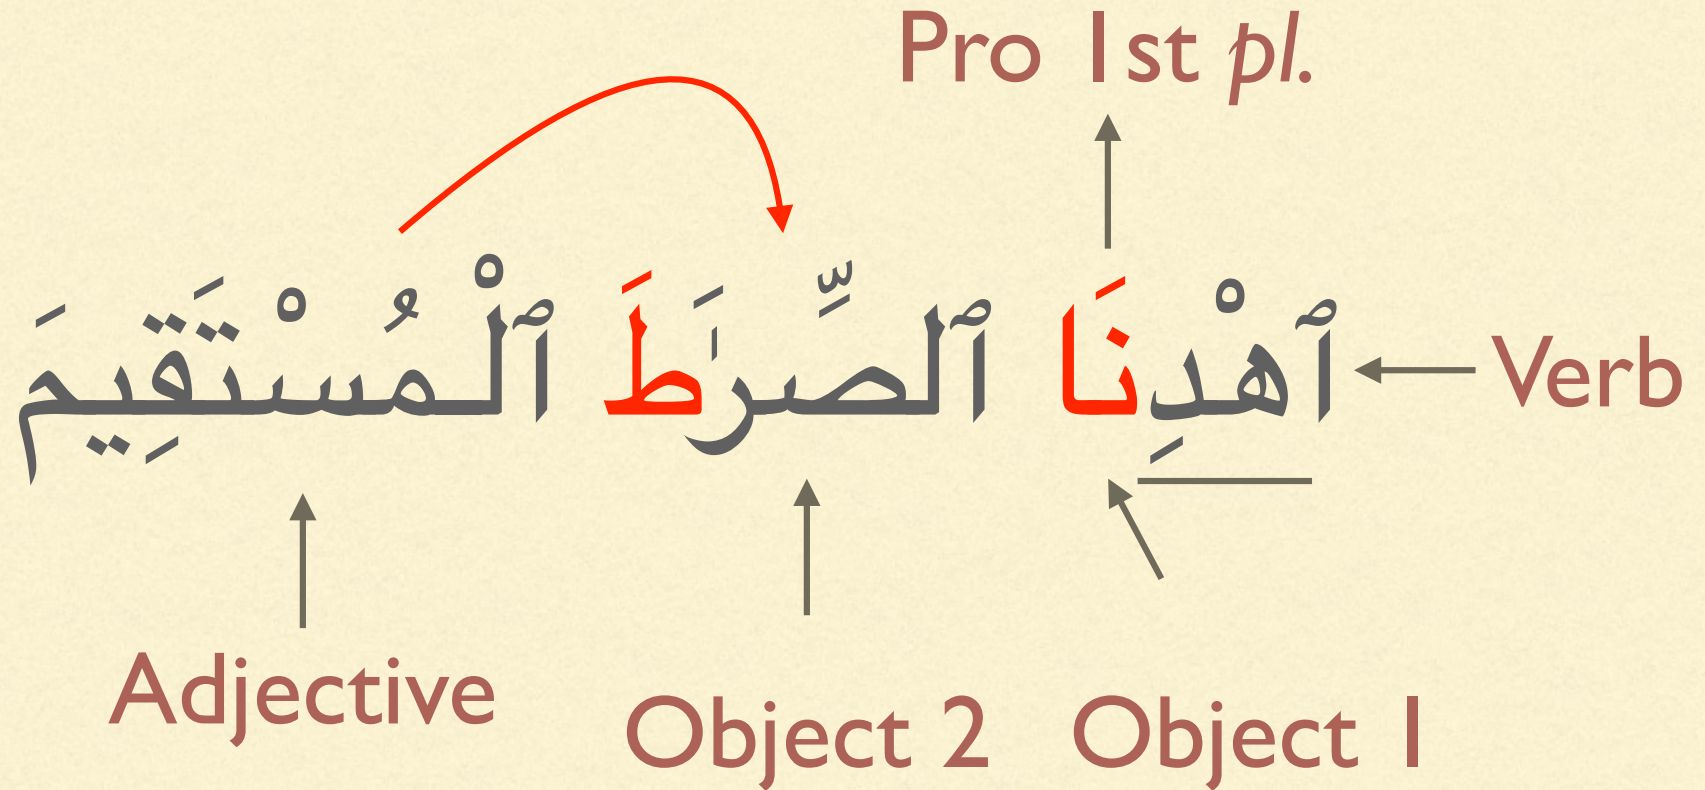 Pro 1st pl.
ٱهْدِنَا ٱلصِّرَٰطَ ٱلْمُسْتَقِيمَ
Verb
Adjective
Object 2
Object 1